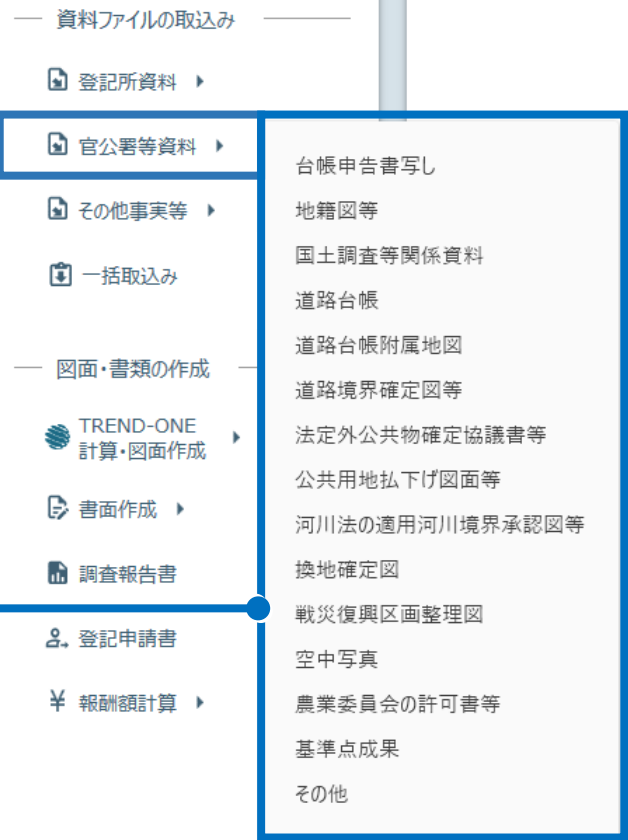 資料ファイルの取込み
登記所資料
官公署等資料
その他事実等
一括取込み
図面・書類の作成
TREND-ONE
計算・図面作成
書面作成
調査報告書
登記申請書
報酬額計算
台帳申告書写し
地籍図等
国土調査等関係資料
道路台帳
道路台帳附属地図
道路境界確定図等
法定外公共物確定協議書等
公共用地払下げ図面等
河川法の適用河川境界承認図等
換地確定図
戦災復興区画整理図
空中写真
農業委員会の許可書等
基準点成果
その他